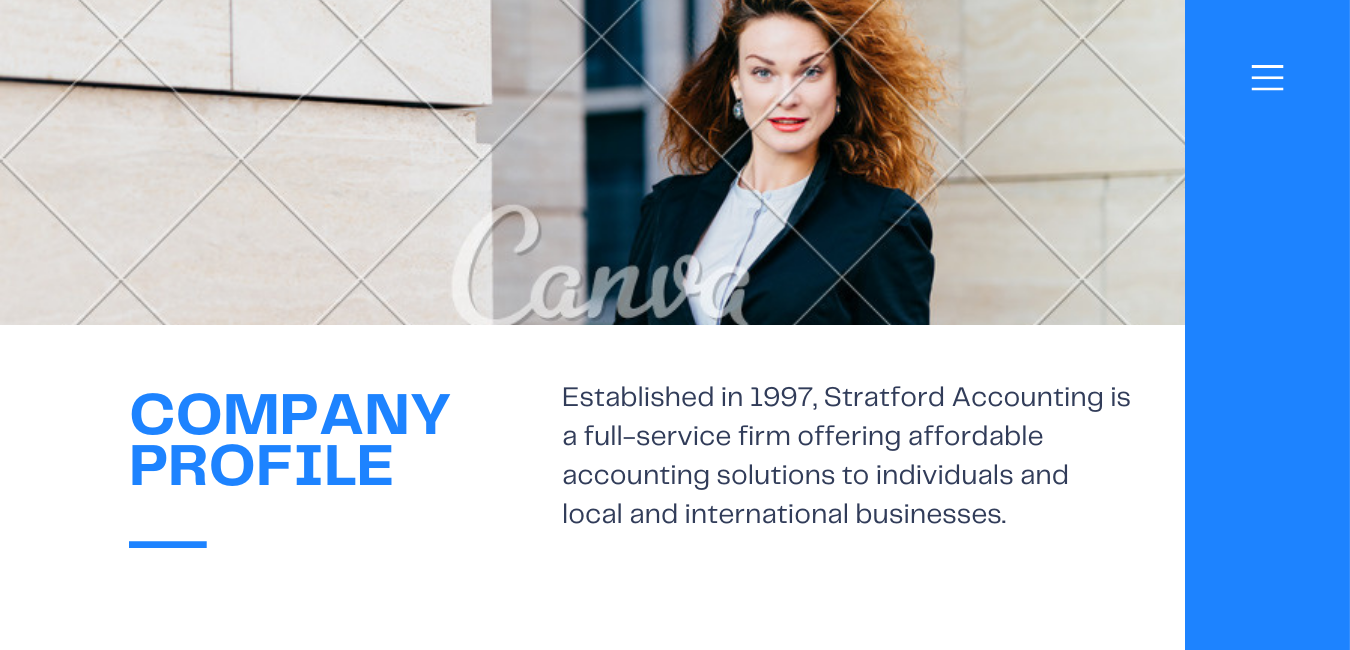 Canva
COMPANY
PROFILE
Established in 1997, Stratford Accounting is
a full-service firm offering affordable
accounting solutions to individuals and
local and international businesses.